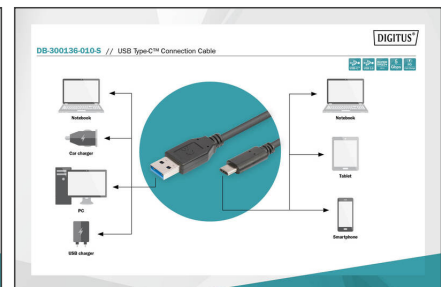 DIGITUS®
DB-300136-010-S // USB Type-C™ Connection Cable
Notebook
Car charger
PC
USB charger
Notebook
Tablet
Smartphone